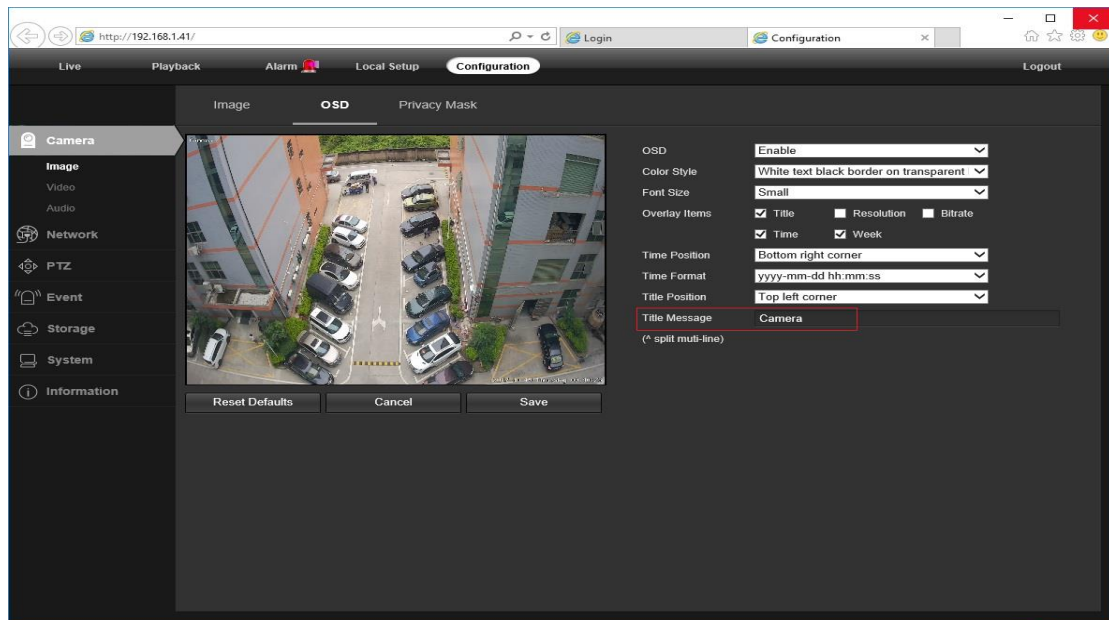 http://192.168.1.41/
Login
Configuration
Live Playback Alarm Local Setup Configuration Logout
Image OSD Privacy Mask
Camera
Image
Video
Audio
Network
PTZ
Event
Storage
System
Information
Camera
Reset Defaults Cancel Save
OSD Enable
Color Style White text black border on transparent
Font Size Small
Overlay Items Title Resolution Bitrate
Time Week
Time Position Bottom right corner
Time Format yyyy-mm-dd hh:mm:ss
Title Position Top left corner
Title Message Camera
(^ split muti-line)